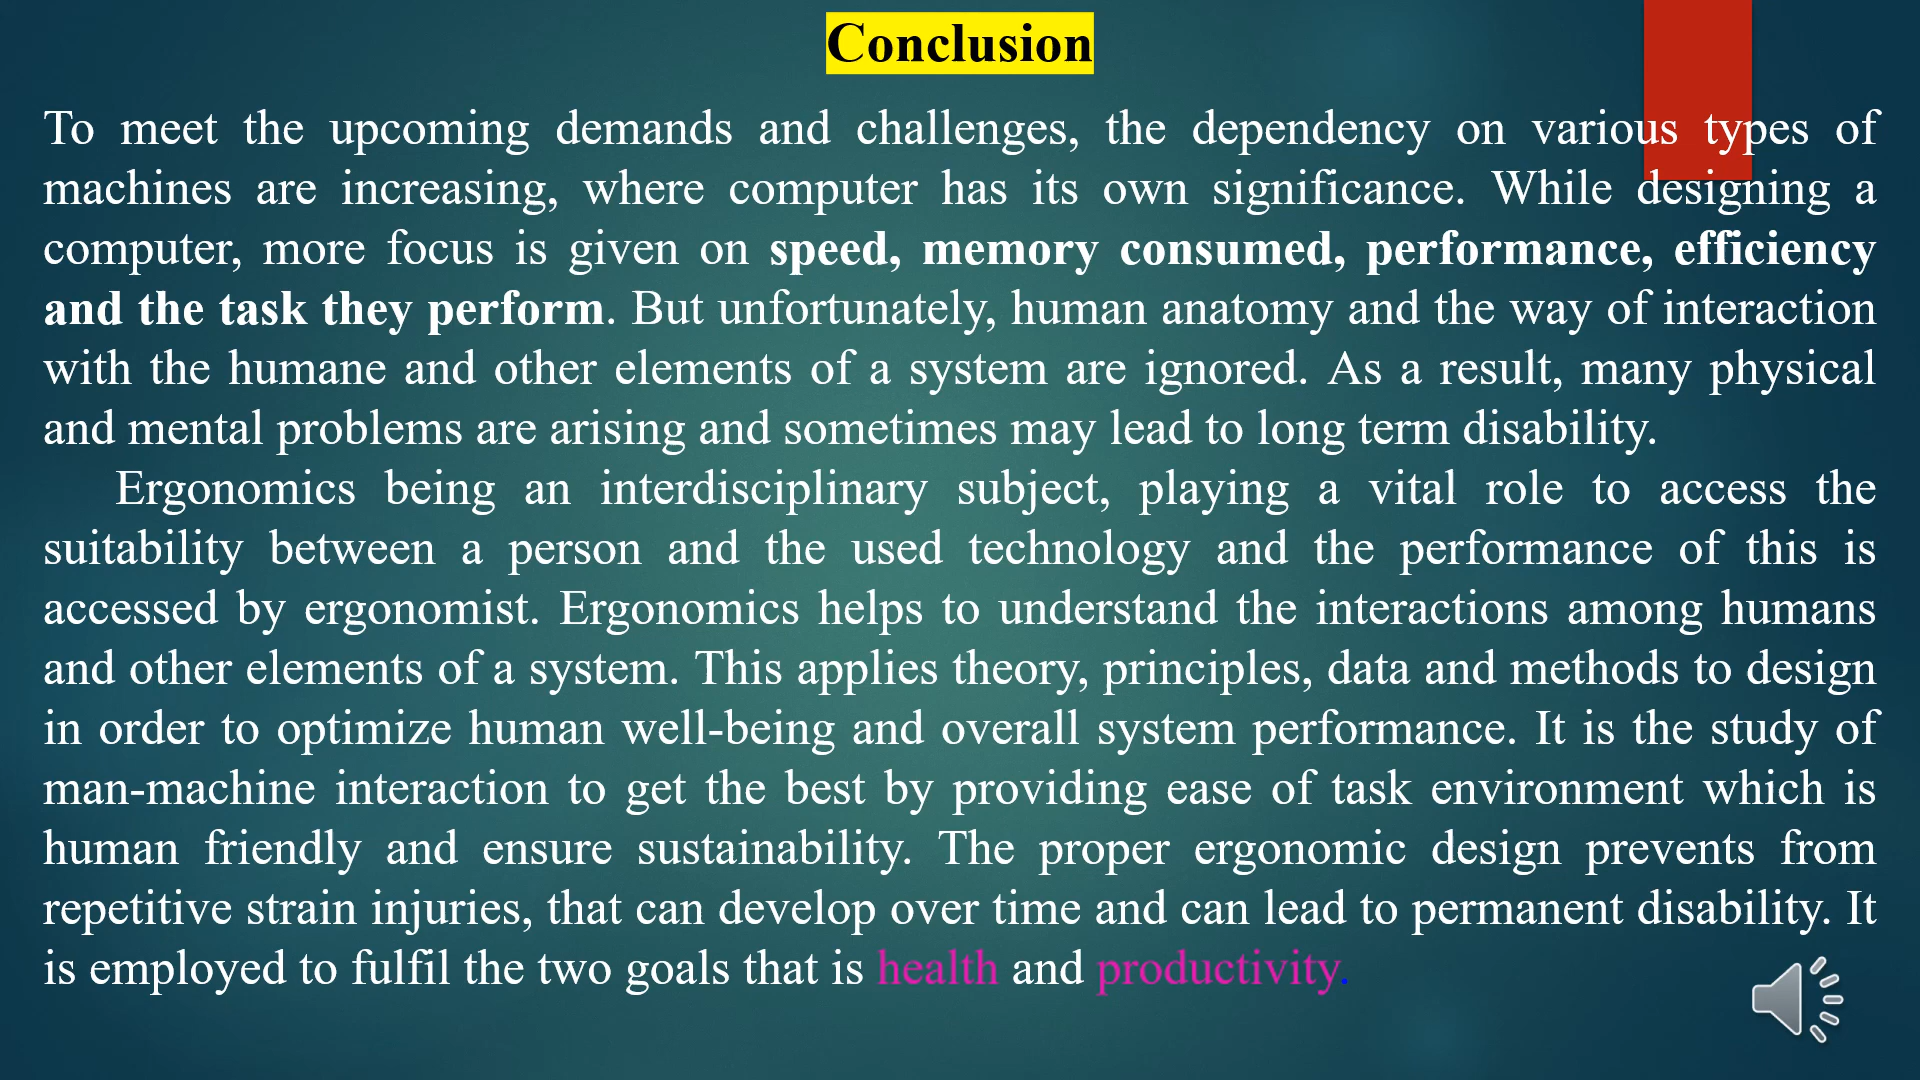 Conclusion
To meet the upcoming demands and challenges, the dependency on various types of
machines are increasing, where computer has its own significance. While designing a
computer, more focus is given on speed, memory consumed, performance, efficiency
and the task they perform. But unfortunately, human anatomy and the way of interaction
with the humane and other elements of a system are ignored. As a result, many physical
and mental problems are arising and sometimes may lead to long term disability.
Ergonomics being an interdisciplinary subject, playing a vital role to access the
suitability between a person and the used technology and the performance of this is
accessed by ergonomist. Ergonomics helps to understand the interactions among humans
and other elements of a system. This applies theory, principles, data and methods to design
in order to optimize human well-being and overall system performance. It is the study of
man-machine interaction to get the best by providing ease of task environment which is
human friendly and ensure sustainability. The proper ergonomic design prevents from
repetitive strain injuries, that can develop over time and can lead to permanent disability. It
is employed to fulfil the two goals that is health and productivity.